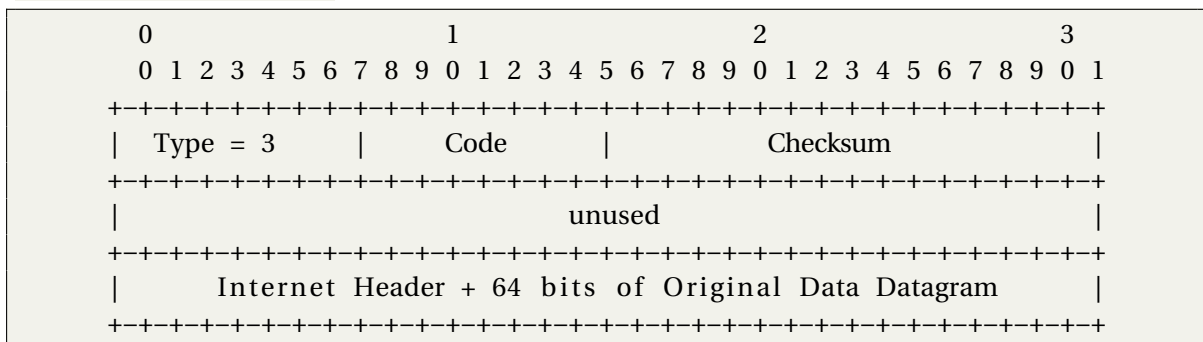 0 1 2 3
0 1 2 3 4 5 6 7 8 9 0 1 2 3 4 5 6 7 8 9 0 1 2 3 4 5 6 7 8 9 0 1
+-+-+-+-+-+-+-+-+-+-+-+-+-+-+-+-+-+-+-+-+-+-+-+-+-+-+-+-+-+-+-+-+
| Type = 3 | Code | Checksum |
+-+-+-+-+-+-+-+-+-+-+-+-+-+-+-+-+-+-+-+-+-+-+-+-+-+-+-+-+-+-+-+-+
| unused |
+-+-+-+-+-+-+-+-+-+-+-+-+-+-+-+-+-+-+-+-+-+-+-+-+-+-+-+-+-+-+-+-+
| Internet Header + 64 bits of Original Data Datagram |
+-+-+-+-+-+-+-+-+-+-+-+-+-+-+-+-+-+-+-+-+-+-+-+-+-+-+-+-+-+-+-+-+